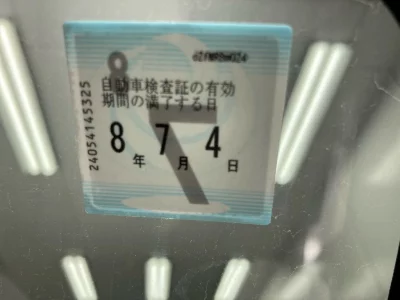 自動車検査証の有効
期間の満了する日
8年 7月 4日
24054145325